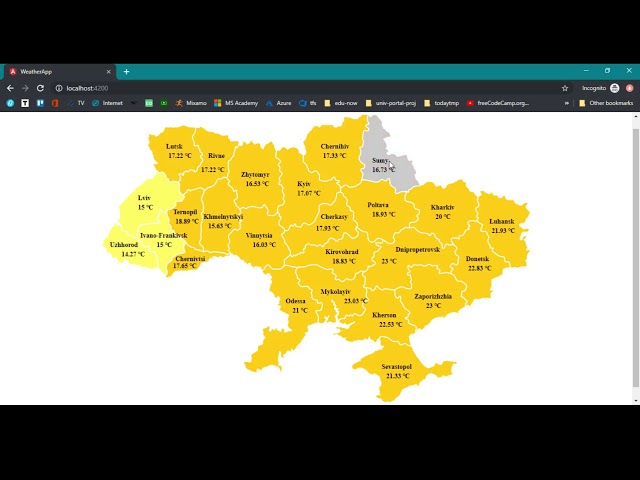 WeatherApp
localhost:4200
Incognito
TV
Internet
Mixamo
MS Academy
Azure
tfs
edu-now
univ-portal-proj
todaytmp
freeCodeCamp.org...
»
Other bookmarks
Lutsk
17.22 °C
Rivne
17.22 °C
Zhytomyr
16.53 °C
Kyiv
17.07 °C
Chernihiv
17.33 °C
Sumy
16.73 °C
Lviv
15 °C
Ternopil
18.89 °C
Khmelnytskyi
15.63 °C
Vinnytsia
16.03 °C
Cherkasy
17.93 °C
Poltava
18.93 °C
Kharkiv
20 °C
Luhansk
21.93 °C
Uzhhorod
14.27 °C
Ivano-Frankivsk
15 °C
Chernivtsi
17.65 °C
Kirovohrad
18.83 °C
Dnipropetrovsk
23 °C
Donetsk
22.83 °C
Odessa
21 °C
Mykolayiv
23.03 °C
Kherson
22.53 °C
Zaporizhzhia
23 °C
Sevastopol
21.33 °C